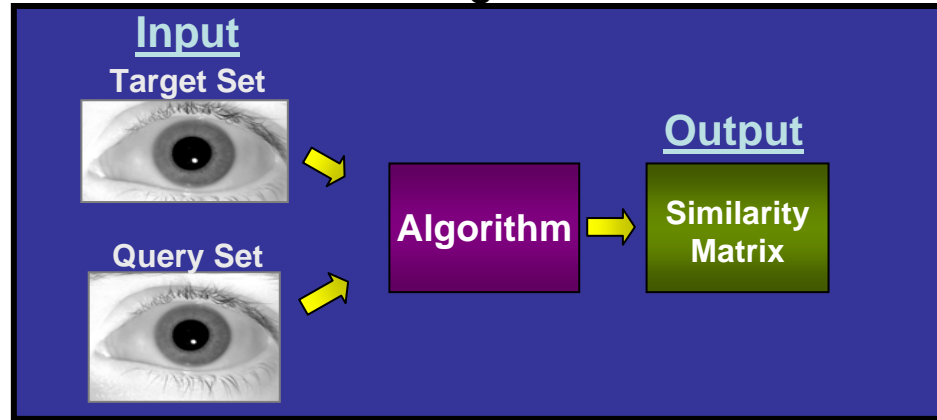 Input
Target Set
Query Set
Algorithm
Output
Similarity
Matrix